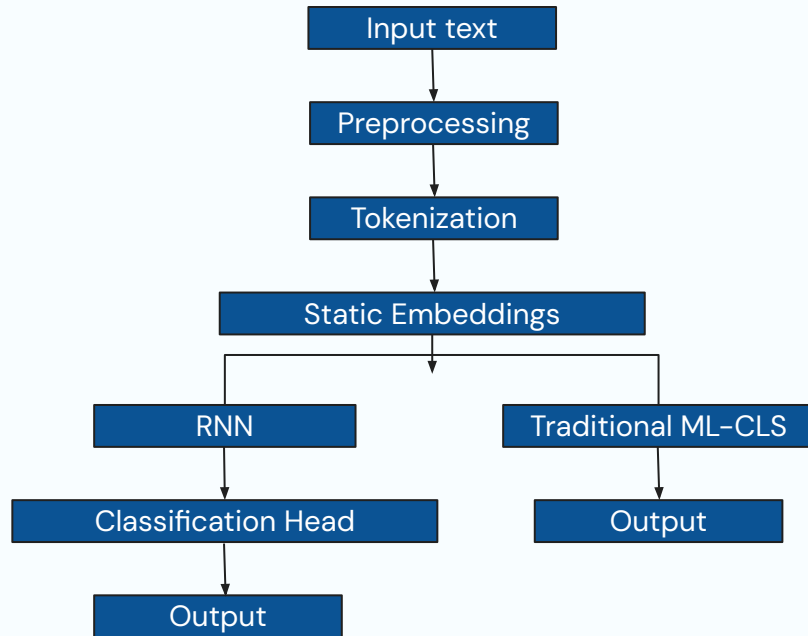 Input text
Preprocessing
Tokenization
Static Embeddings
RNN
Traditional ML-CLS
Classification Head
Output
Output